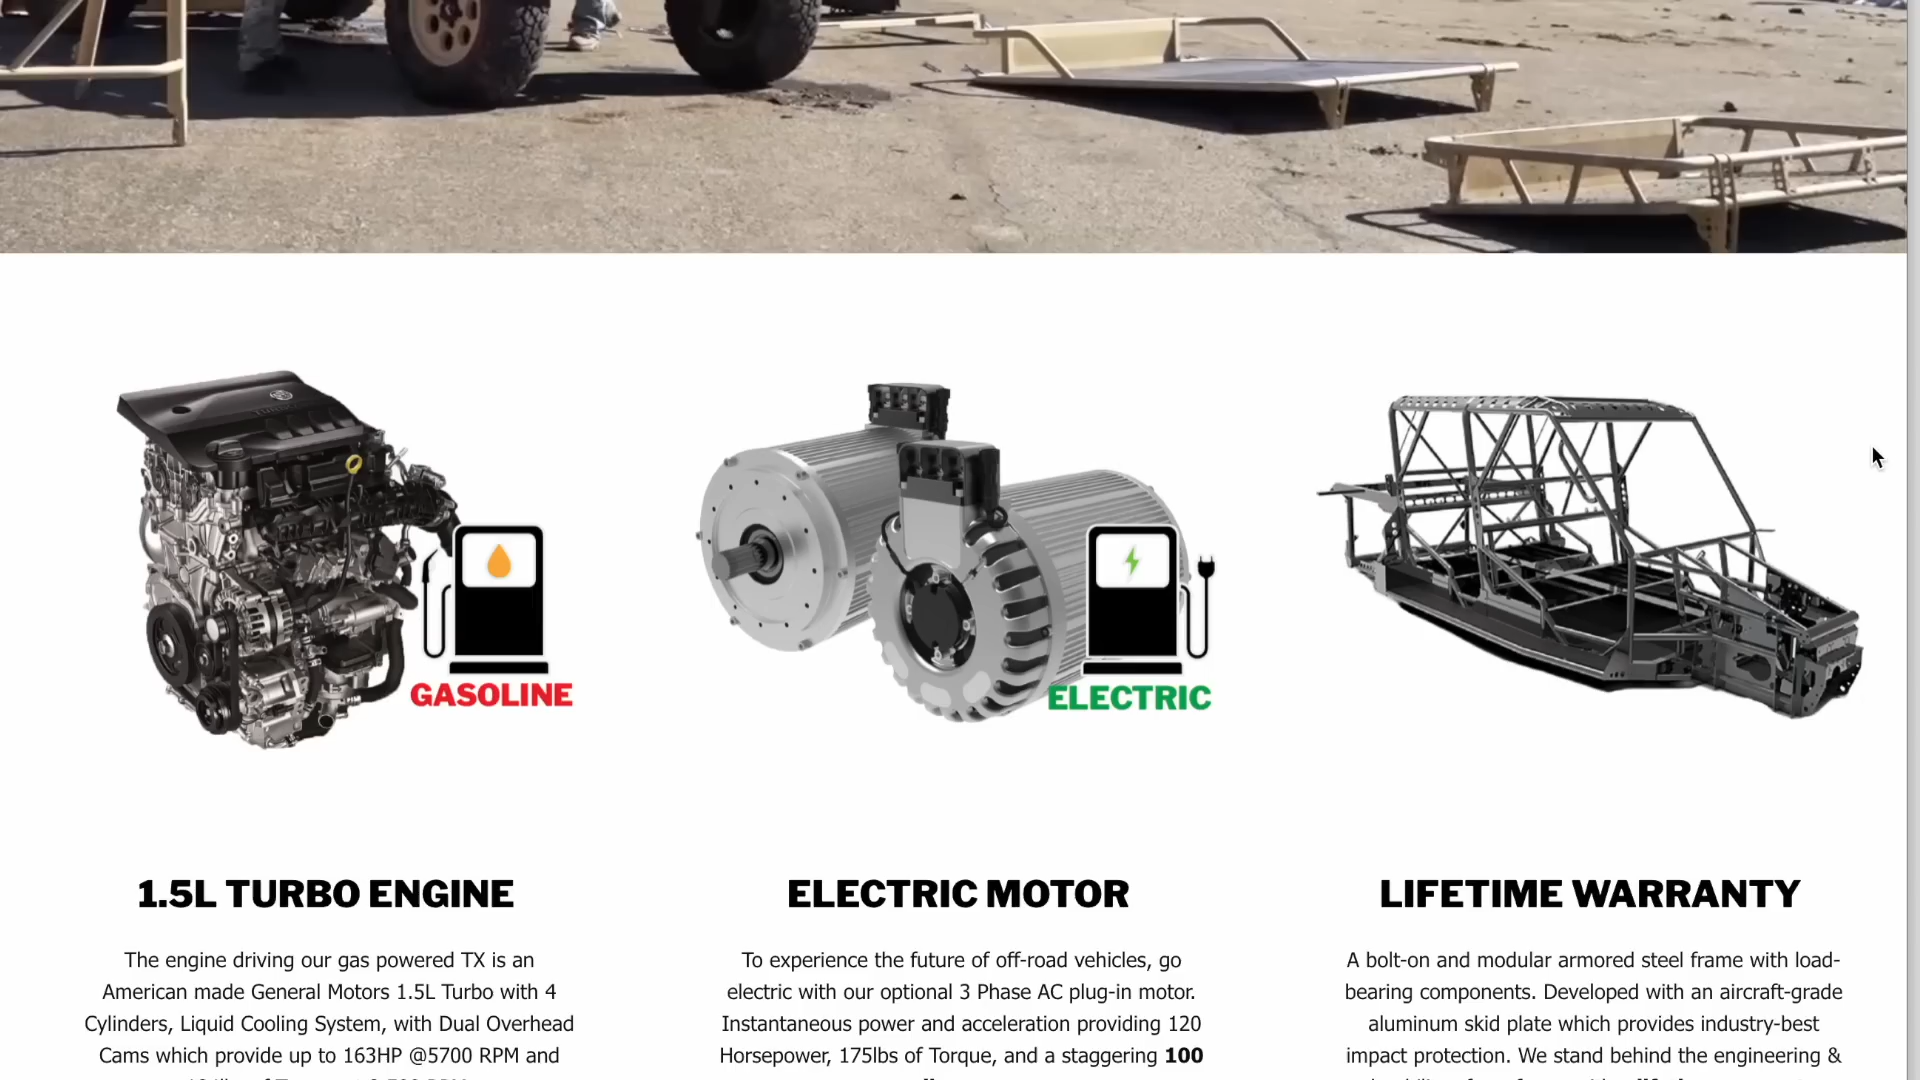 GASOLINE
ELECTRIC
1.5L TURBO ENGINE
The engine driving our gas powered TX is an
American made General Motors 1.5L Turbo with 4
Cylinders, Liquid Cooling System, with Dual Overhead
Cams which provide up to 163HP @5700 RPM and
ELECTRIC MOTOR
To experience the future of off-road vehicles, go
electric with our optional 3 Phase AC plug-in motor.
Instantaneous power and acceleration providing 120
Horsepower, 175lbs of Torque, and a staggering 100
LIFETIME WARRANTY
A bolt-on and modular armored steel frame with load-
bearing components. Developed with an aircraft-grade
aluminum skid plate which provides industry-best
impact protection. We stand behind the engineering &